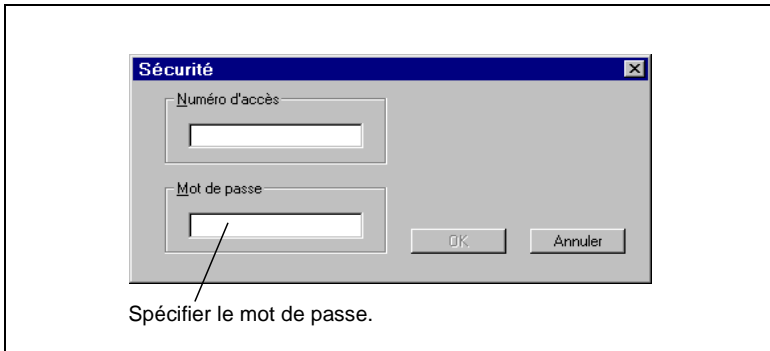 Sécurité
Numéro d'accès
Mot de passe
OK
Annuler
Spécifier le mot de passe.